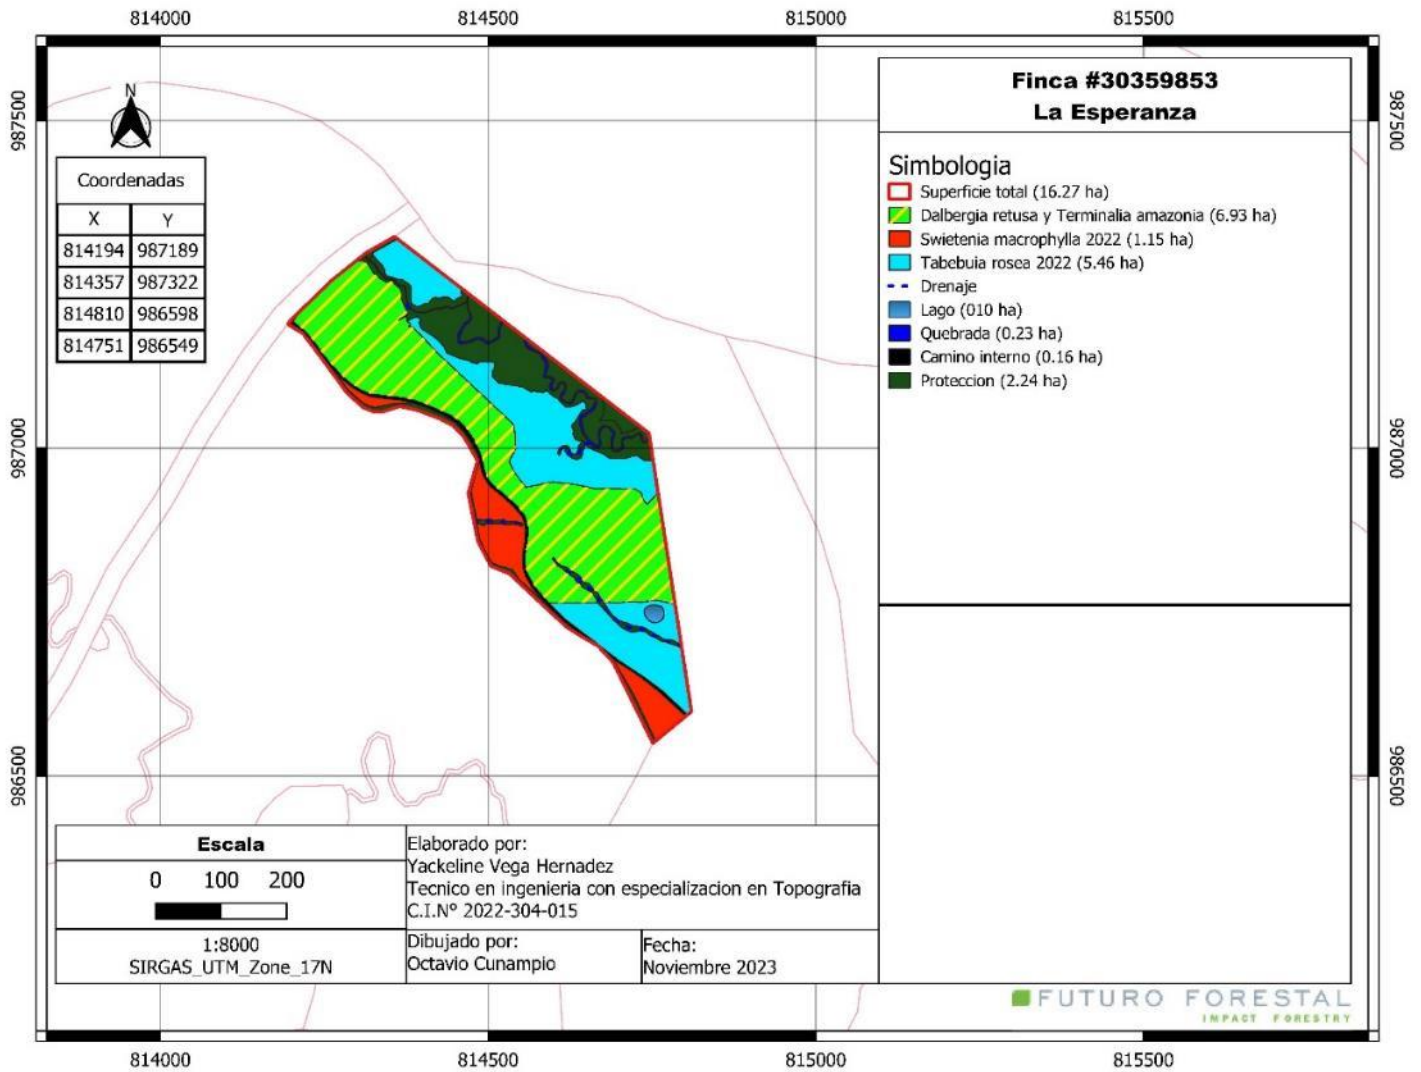 814000 814500 815000 815500
987500 987500
987000 987000
986500 986500
N
Coordenadas
X Y
814194 987189
814357 987322
814810 986598
814751 986549
Finca #30359853
La Esperanza
Simbologia
Superficie total (16.27 ha)
Dalbergia retusa y Terminalia amazonia (6.93 ha)
Swietenia macrophylla 2022 (1.15 ha)
Tabebuia rosea 2022 (5.46 ha)
Drenaje
Lago (010 ha)
Quebrada (0.23 ha)
Camino interno (0.16 ha)
Proteccion (2.24 ha)
Escala
0 100 200
1:8000
SIRGAS_UTM_Zone_17N
Elaborado por:
Yackeline Vega Hernadez
Tecnico en ingenieria con especializacion en Topografia
C.I.Nº 2022-304-015
Dibujado por:
Octavio Cunampio
Fecha:
Noviembre 2023
FUTURO FORESTAL
IMPACT FORESTRY
814000 814500 815000 815500